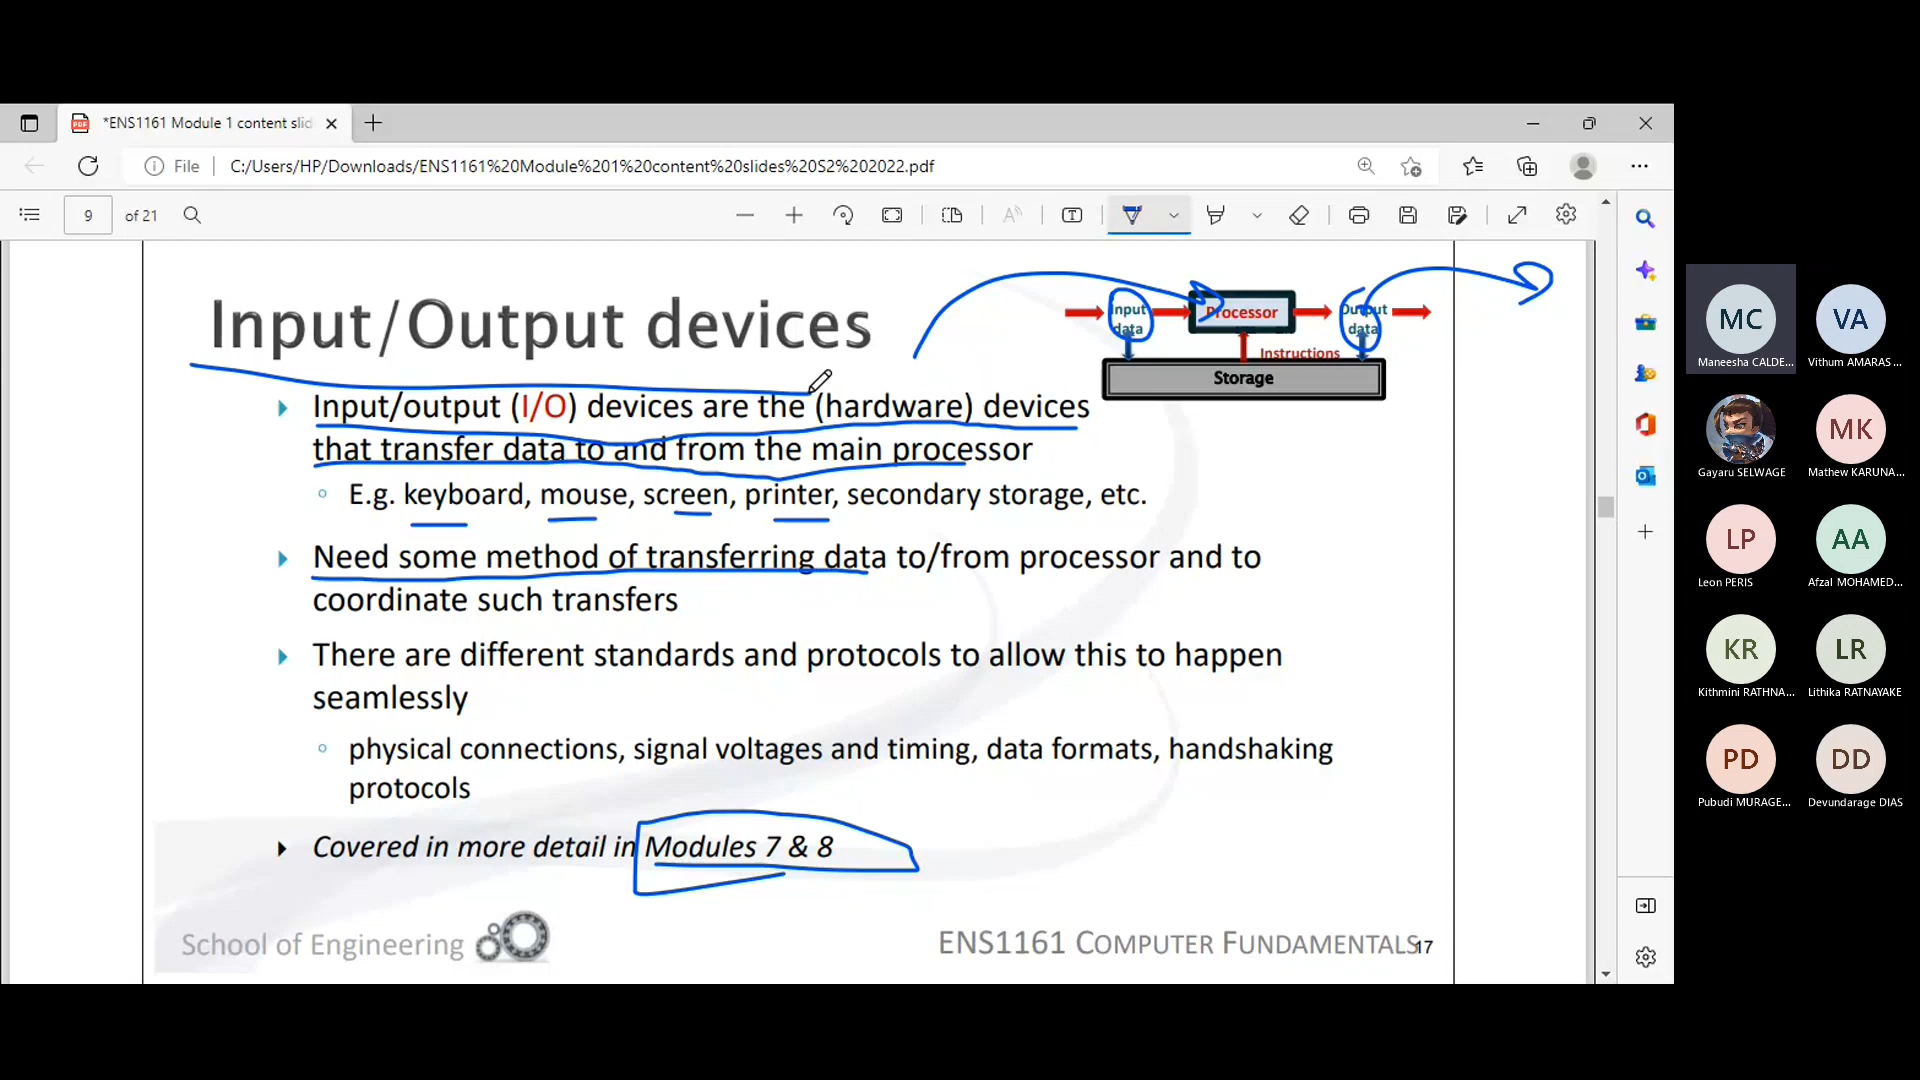 *ENS1161 Module 1 content slid
File
C:/Users/HP/Downloads/ENS1161%20Module%201%20content%20slides%20S2%202022.pdf
9
of 21
Input/Output devices
Input data
Processor
Output data
Instructions
Storage
Input/output (I/O) devices are the (hardware) devices
that transfer data to and from the main processor
E.g. keyboard, mouse, screen, printer, secondary storage, etc.
Need some method of transferring data to/from processor and to
coordinate such transfers
There are different standards and protocols to allow this to happen
seamlessly
physical connections, signal voltages and timing, data formats, handshaking
protocols
Covered in more detail in Modules 7 & 8
School of Engineering
ENS1161 COMPUTER FUNDAMENTALS
17
MC
Maneesha CALDE...
VA
Vithum AMARAS...
Gayaru SELWAGE
MK
Mathew KARUNA...
LP
Leon PERIS
AA
Afzal MOHAMED...
KR
Kithmini RATHNA...
LR
Lithika RATNAYAKE
PD
Pubudi MURAGE...
DD
Devundarage DIAS